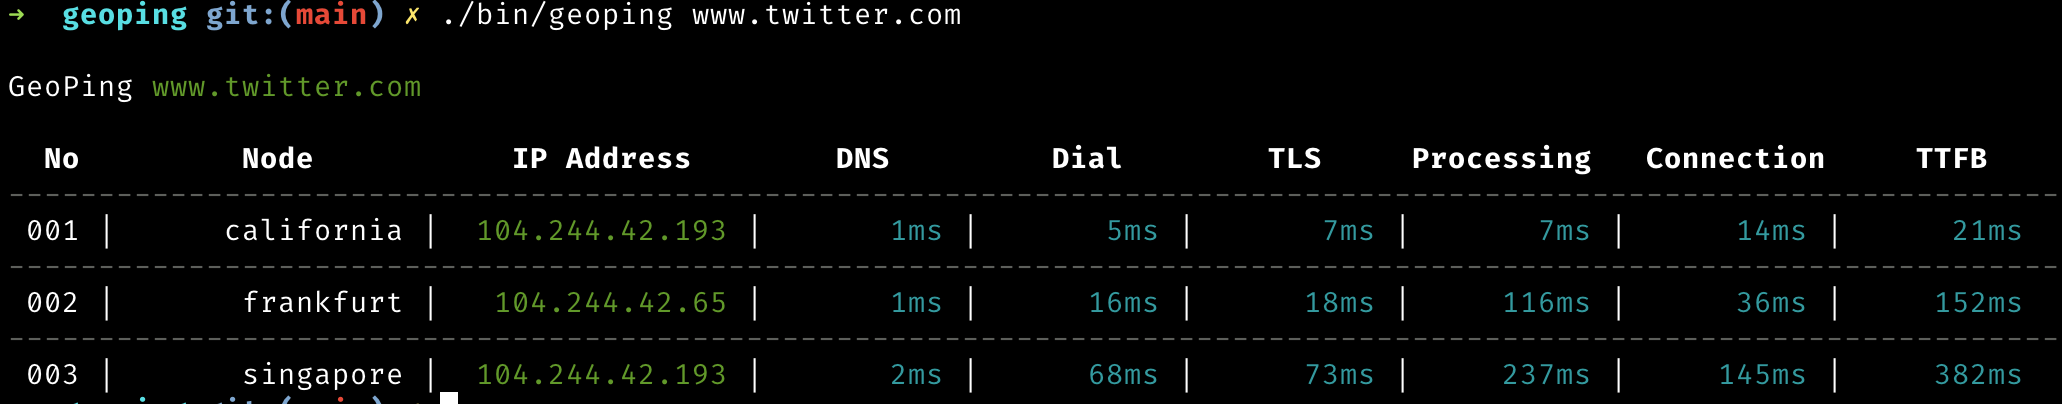 ➜ geoping git:(main) ✗ ./bin/geoping www.twitter.com
GeoPing www.twitter.com
No Node IP Address DNS Dial TLS Processing Connection TTFB
001 | california | 104.244.42.193 | 1ms | 5ms | 7ms | 7ms | 14ms | 21ms
002 | frankfurt | 104.244.42.65 | 1ms | 16ms | 18ms | 116ms | 36ms | 152ms
003 | singapore | 104.244.42.193 | 2ms | 68ms | 73ms | 237ms | 145ms | 382ms